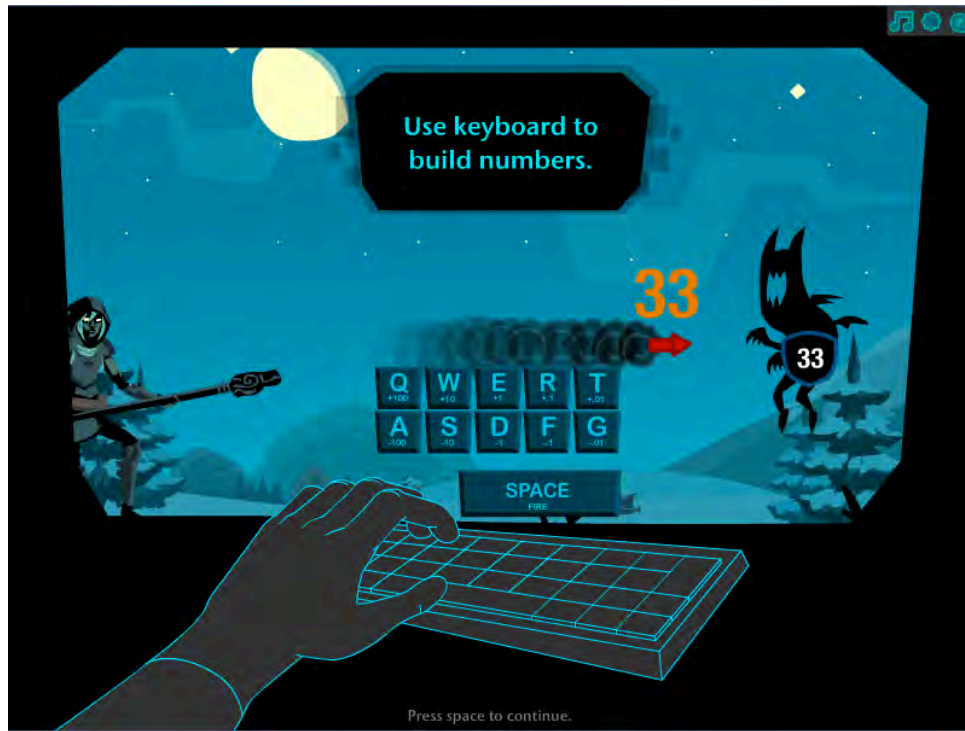 Use keyboard to
build numbers.
33
33
Q W E R T
+100 +10 +1 +.1 +.01
A S D F G
-100 -10 -1 -.1 -.01
SPACE
FIRE
Press space to continue.